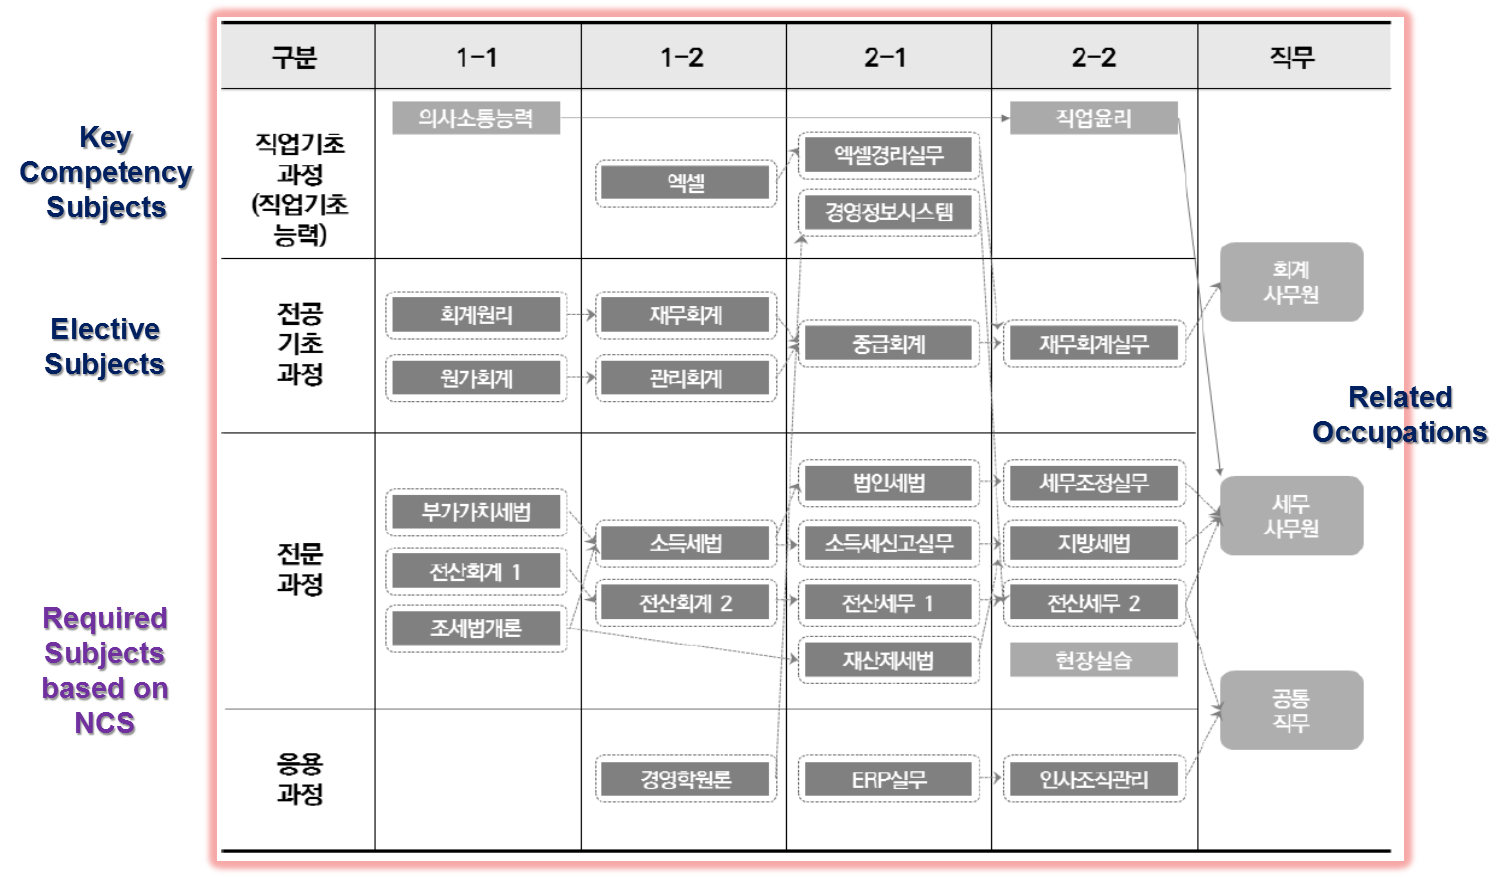 구분
1-1
1-2
2-1
2-2
직무
Key
Competency
Subjects
직업기초
과정
(직업기초
능력)
의사소통능력
엑셀
엑셀경리실무
경영정보시스템
직업윤리
Elective
Subjects
전공
기초
과정
회계원리
원가회계
재무회계
관리회계
중급회계
재무회계실무
회계
사무원
Related
Occupations
Required
Subjects
based on
NCS
전문
과정
부가가치세법
전산회계 1
조세법개론
소득세법
전산회계 2
법인세법
소득세신고실무
전산세무 1
재산제세법
세무조정실무
지방세법
전산세무 2
현장실습
세무
사무원
공통
직무
응용
과정
경영학원론
ERP실무
인사조직관리